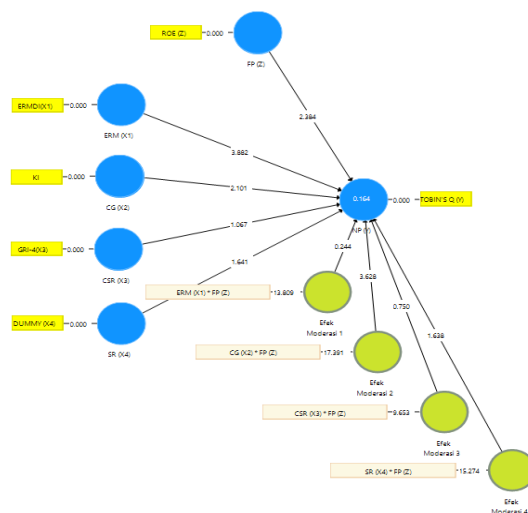 ROE (Z)
0.000
FP (Z)
2.384
ERMDI(X1)
0.000
ERM (X1)
3.882
KI
0.000
CG (X2)
2.101
0.164
0.000
TOBIN'S Q (Y)
NP (Y)
GRI-4(X3)
0.000
CSR (X3)
1.067
DUMMY (X4)
0.000
SR (X4)
1.641
ERM (X1) * FP (Z)
13.809
0.244
Efek
Moderasi 1
3.628
CG (X2) * FP (Z)
17.391
Efek
Moderasi 2
0.750
1.638
CSR (X3) * FP (Z)
9.653
Efek
Moderasi 3
SR (X4) * FP (Z)
15.274
Efek
Moderasi 4